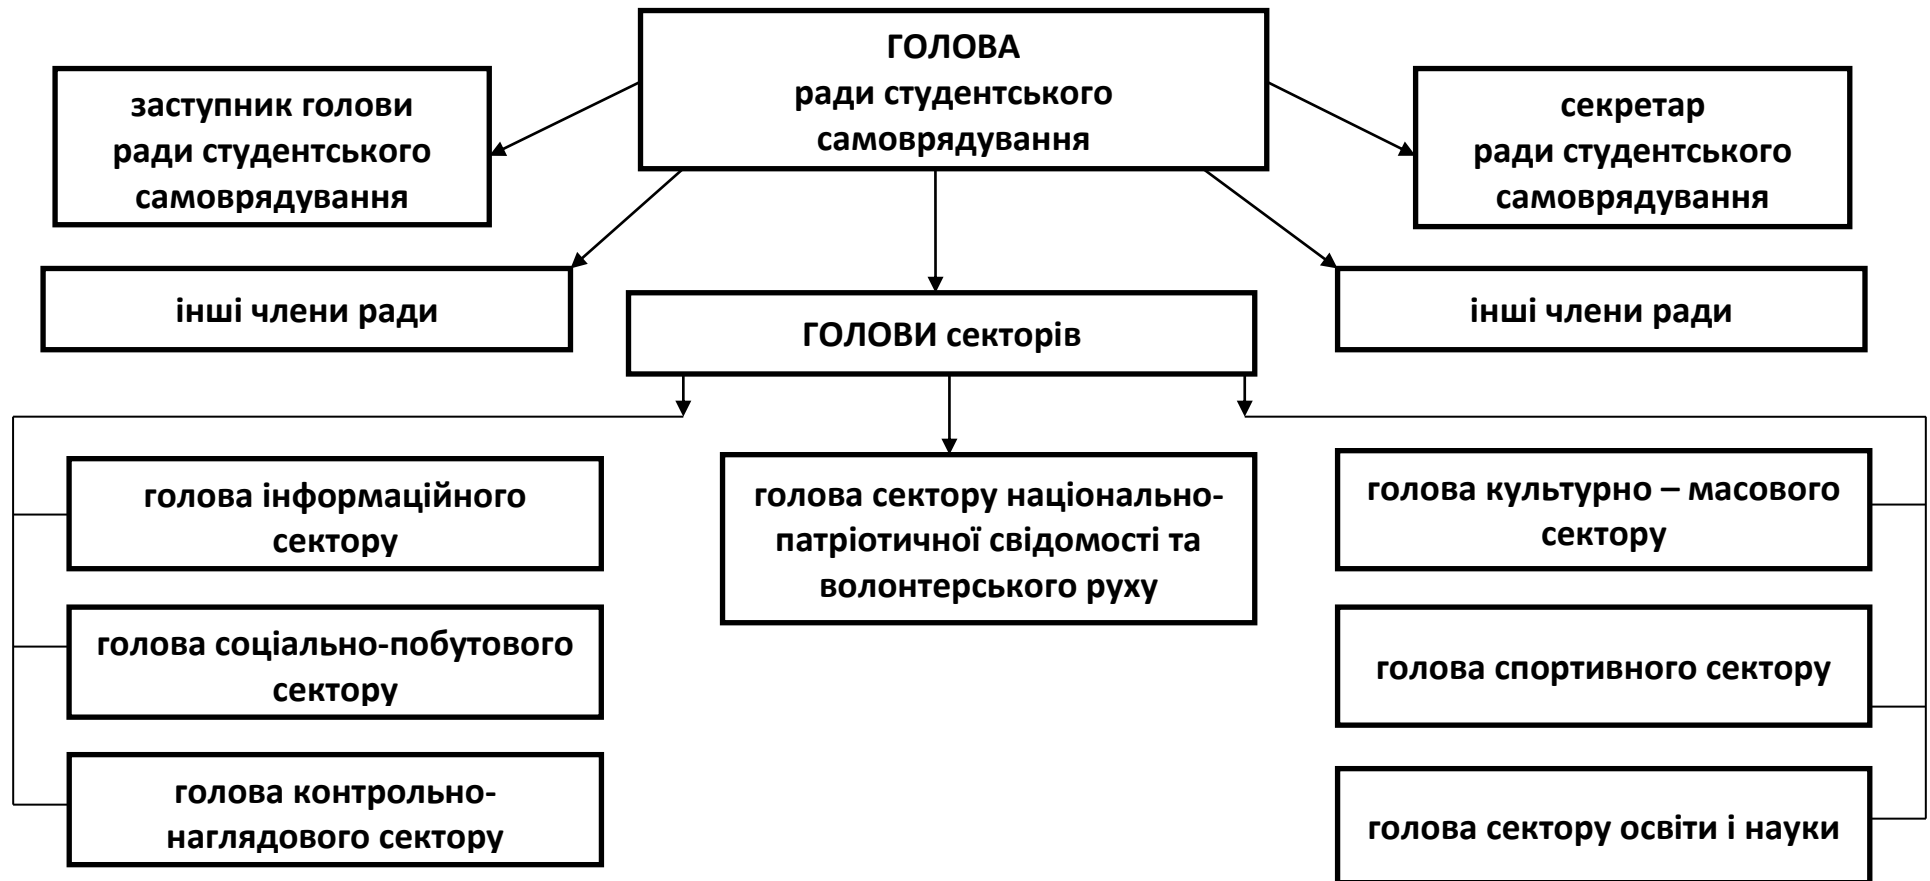 ГОЛОВА
ради студентського
самоврядування
заступник голови
ради студентського
самоврядування
секретар
ради студентського
самоврядування
інші члени ради
ГОЛОВИ секторів
інші члени ради
голова інформаційного
сектору
голова соціально-побутового
сектору
голова контрольно-
наглядового сектору
голова сектору національно-
патріотичної свідомості та
волонтерського руху
голова культурно – масового
сектору
голова спортивного сектору
голова сектору освіти і науки